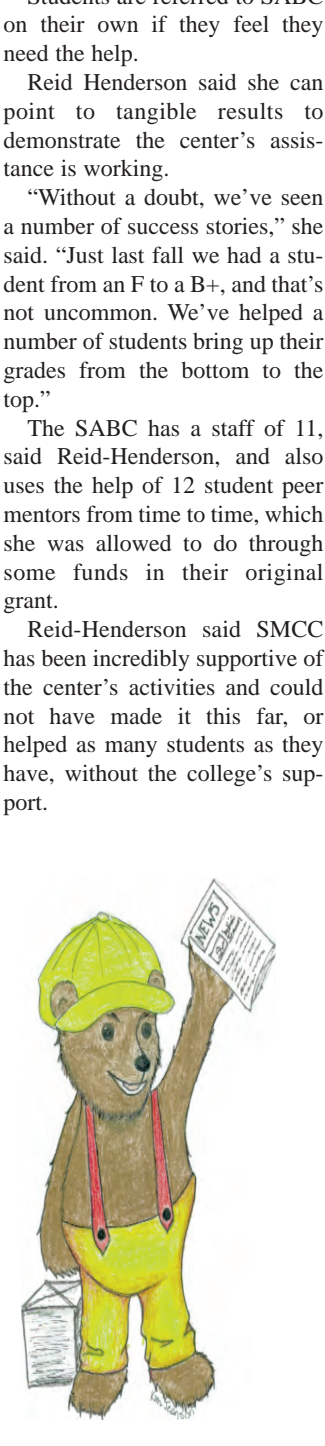 Students are referred to SABC
on their own if they feel they
need the help.
Reid Henderson said she can
point to tangible results to
demonstrate the center's assis-
tance is working.
“Without a doubt, we've seen
a number of success stories,” she
said. “Just last fall we had a stu-
dent from an F to a B+, and that's
not uncommon. We've helped a
number of students bring up their
grades from the bottom to the
top.”
The SABC has a staff of 11,
said Reid-Henderson, and also
uses the help of 12 student peer
mentors from time to time, which
she was allowed to do through
some funds in their original
grant.
Reid-Henderson said SMCC
has been incredibly supportive of
the center's activities and could
not have made it this far, or
helped as many students as they
have, without the college's sup-
port.
NEWS